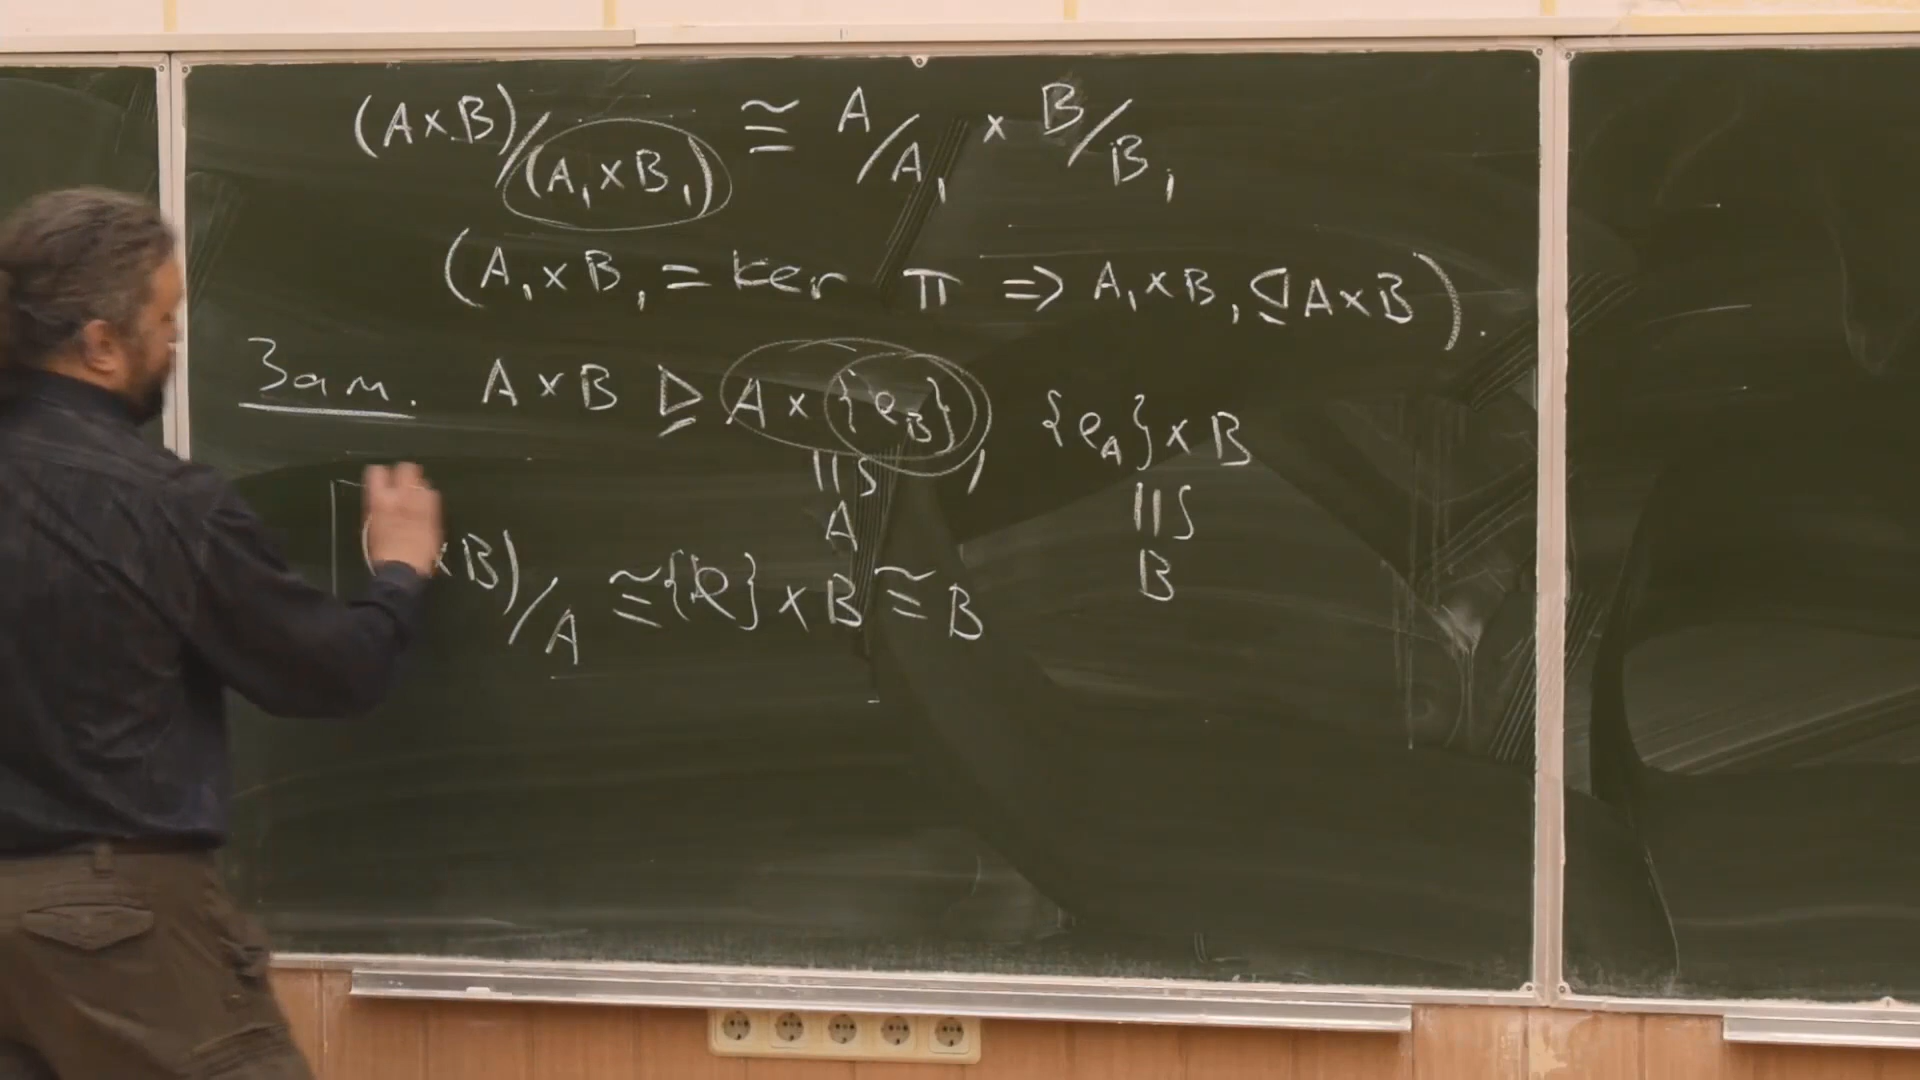 (A×B)/(A₁×B₁) ≅ A/A₁ × B/B₁
(A₁×B₁ = ker π ⇒ A₁×B₁ ⊴ A×B).
Зам. A×B ⊵ A×{e_B}, {e_A}×B
≅ ≅
A B
×B)/A ≅ {e}×B ≅ B